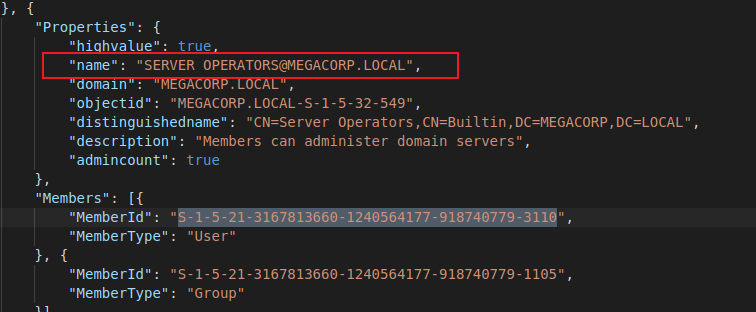 }, {
"Properties": {
"highvalue": true,
"name": "SERVER OPERATORS@MEGACORP.LOCAL",
"domain": "MEGACORP.LOCAL",
"objectid": "MEGACORP.LOCAL-S-1-5-32-549",
"distinguishedname": "CN=Server Operators,CN=Builtin,DC=MEGACORP,DC=LOCAL",
"description": "Members can administer domain servers",
"admincount": true
},
"Members": [{
"MemberId": "S-1-5-21-3167813660-1240564177-918740779-3110",
"MemberType": "User"
}, {
"MemberId": "S-1-5-21-3167813660-1240564177-918740779-1105",
"MemberType": "Group"
}]